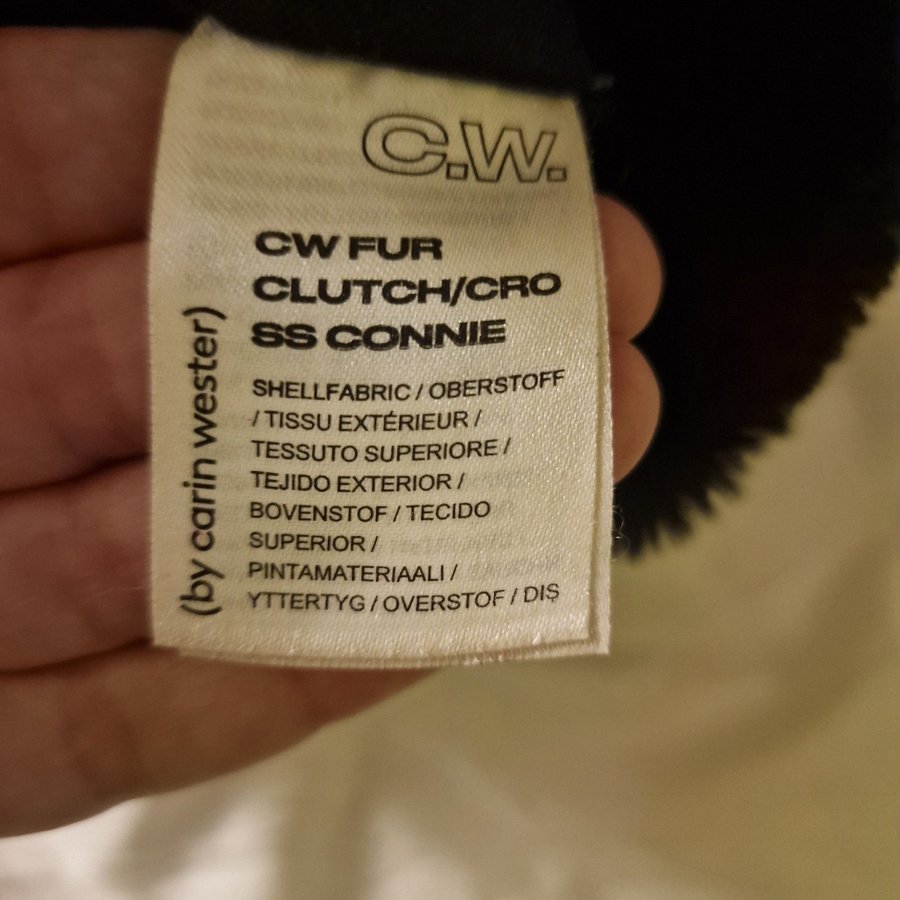 C.W.
CW FUR
CLUTCH/CRO
SS CONNIE
(by carin wester)
SHELLFABRIC / OBERSTOFF
/ TISSU EXTÉRIEUR /
TESSUTO SUPERIORE /
TEJIDO EXTERIOR /
BOVENSTOF / TECIDO
SUPERIOR /
PINTAMATERIAALI /
YTTERTYG / OVERSTOF / DIŞ